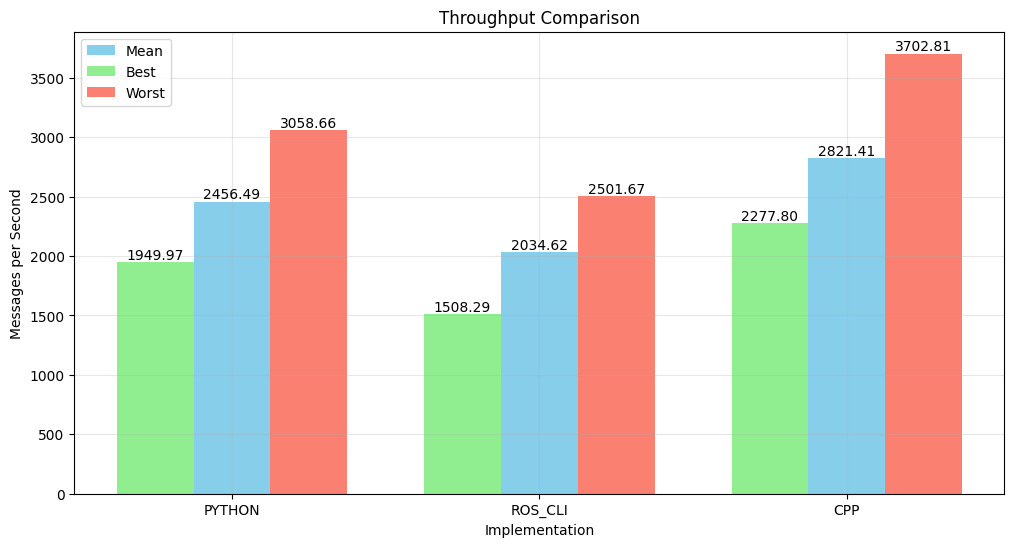 Throughput Comparison
Mean
Best
Worst
Messages per Second
3500
3000
2500
2000
1500
1000
500
0
1949.97
2456.49
3058.66
1508.29
2034.62
2501.67
2277.80
2821.41
3702.81
PYTHON
ROS_CLI
CPP
Implementation